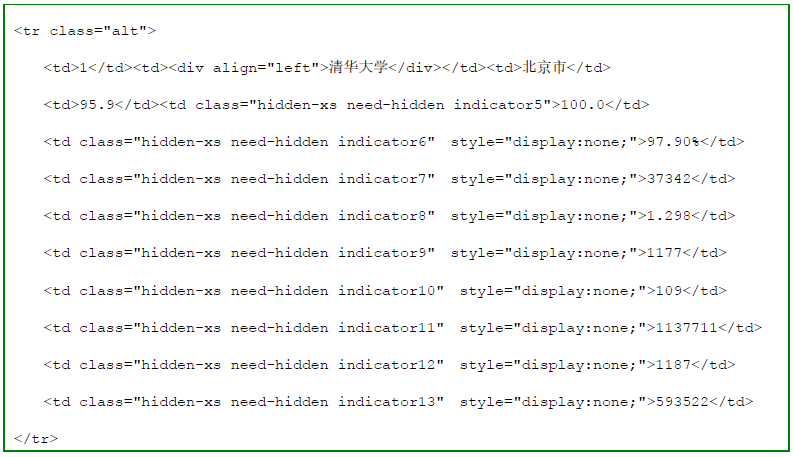 <tr class="alt">
<td>1</td><td><div align="left">清华大学</div></td><td>北京市</td>
<td>95.9</td><td class="hidden-xs need-hidden indicator5">100.0</td>
<td class="hidden-xs need-hidden indicator6" style="display:none;">97.90%</td>
<td class="hidden-xs need-hidden indicator7" style="display:none;">37342</td>
<td class="hidden-xs need-hidden indicator8" style="display:none;">1.298</td>
<td class="hidden-xs need-hidden indicator9" style="display:none;">1177</td>
<td class="hidden-xs need-hidden indicator10" style="display:none;">109</td>
<td class="hidden-xs need-hidden indicator11" style="display:none;">1137711</td>
<td class="hidden-xs need-hidden indicator12" style="display:none;">1187</td>
<td class="hidden-xs need-hidden indicator13" style="display:none;">593522</td>
</tr>